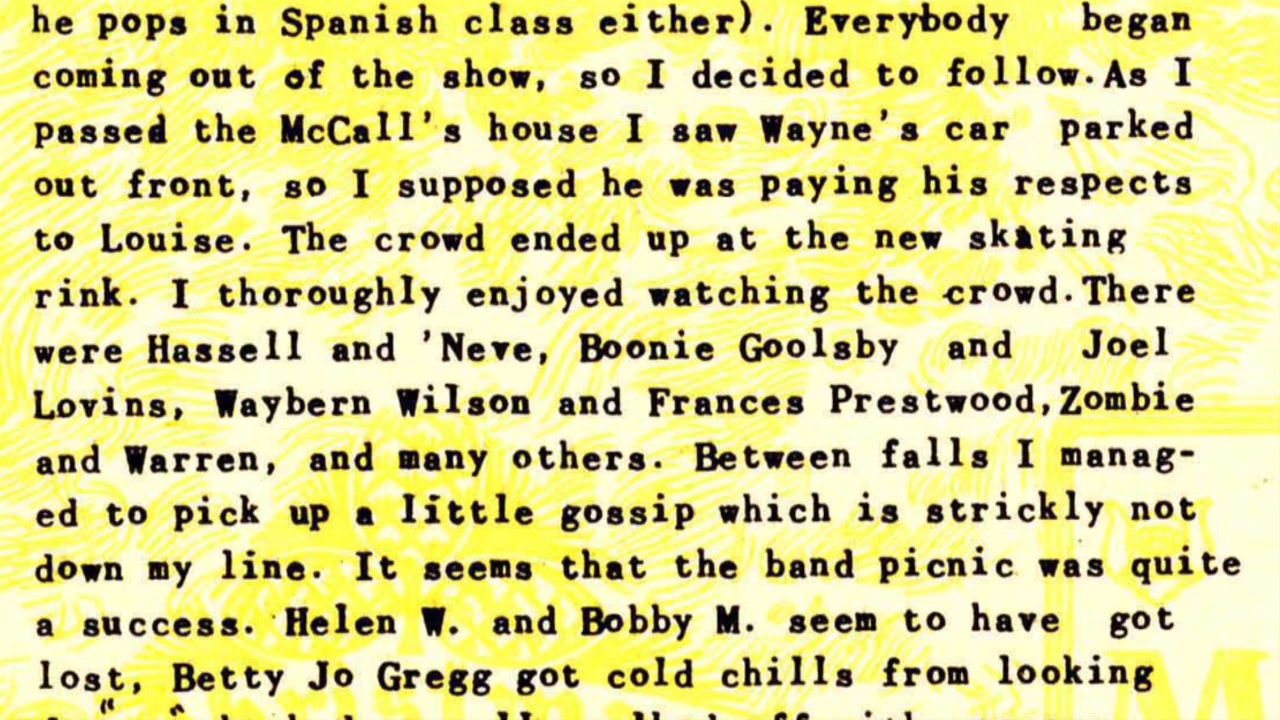 he pops in Spanish class either). Everybody began
coming out of the show, so I decided to follow.As I
passed the McCall's house I saw Wayne's car parked
out front, so I supposed he was paying his respects
to Louise. The crowd ended up at the new skating
rink. I thoroughly enjoyed watching the crowd.There
were Hassell and 'Neve, Boonie Goolsby and Joel
Lovins, Waybern Wilson and Frances Prestwood,Zombie
and Warren, and many others. Between falls I manag-
ed to pick up a little gossip which is strickly not
down my line. It seems that the band picnic was quite
a success. Helen W. and Bobby M. seem to have got
lost, Betty Jo Gregg got cold chills from looking